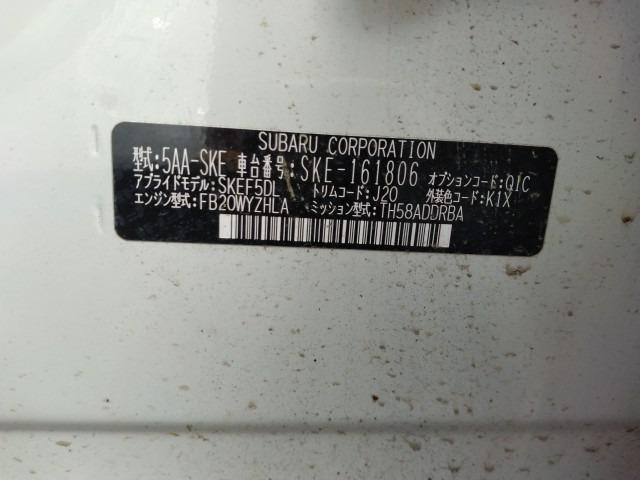 SUBARU CORPORATION
型式:5AA-SKE 車台番号:SKE-161806 オプションコード:QIC
アプライドモデル:SKEF5DL トリムコード:J20 外装色コード:K1X
エンジン型式:FB20WYZHLA ミッション型式:TH58ADDRBA